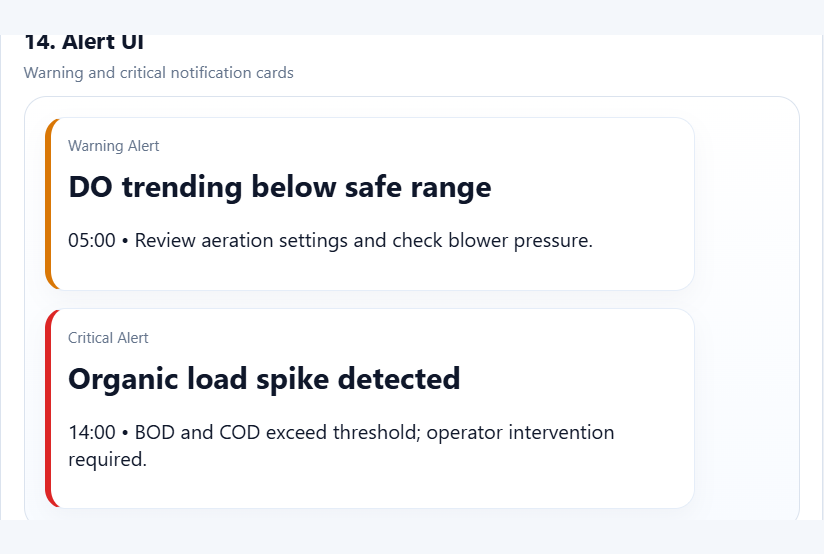 14. Alert UI
Warning and critical notification cards
Warning Alert
DO trending below safe range
05:00 • Review aeration settings and check blower pressure.
Critical Alert
Organic load spike detected
14:00 • BOD and COD exceed threshold; operator intervention
required.